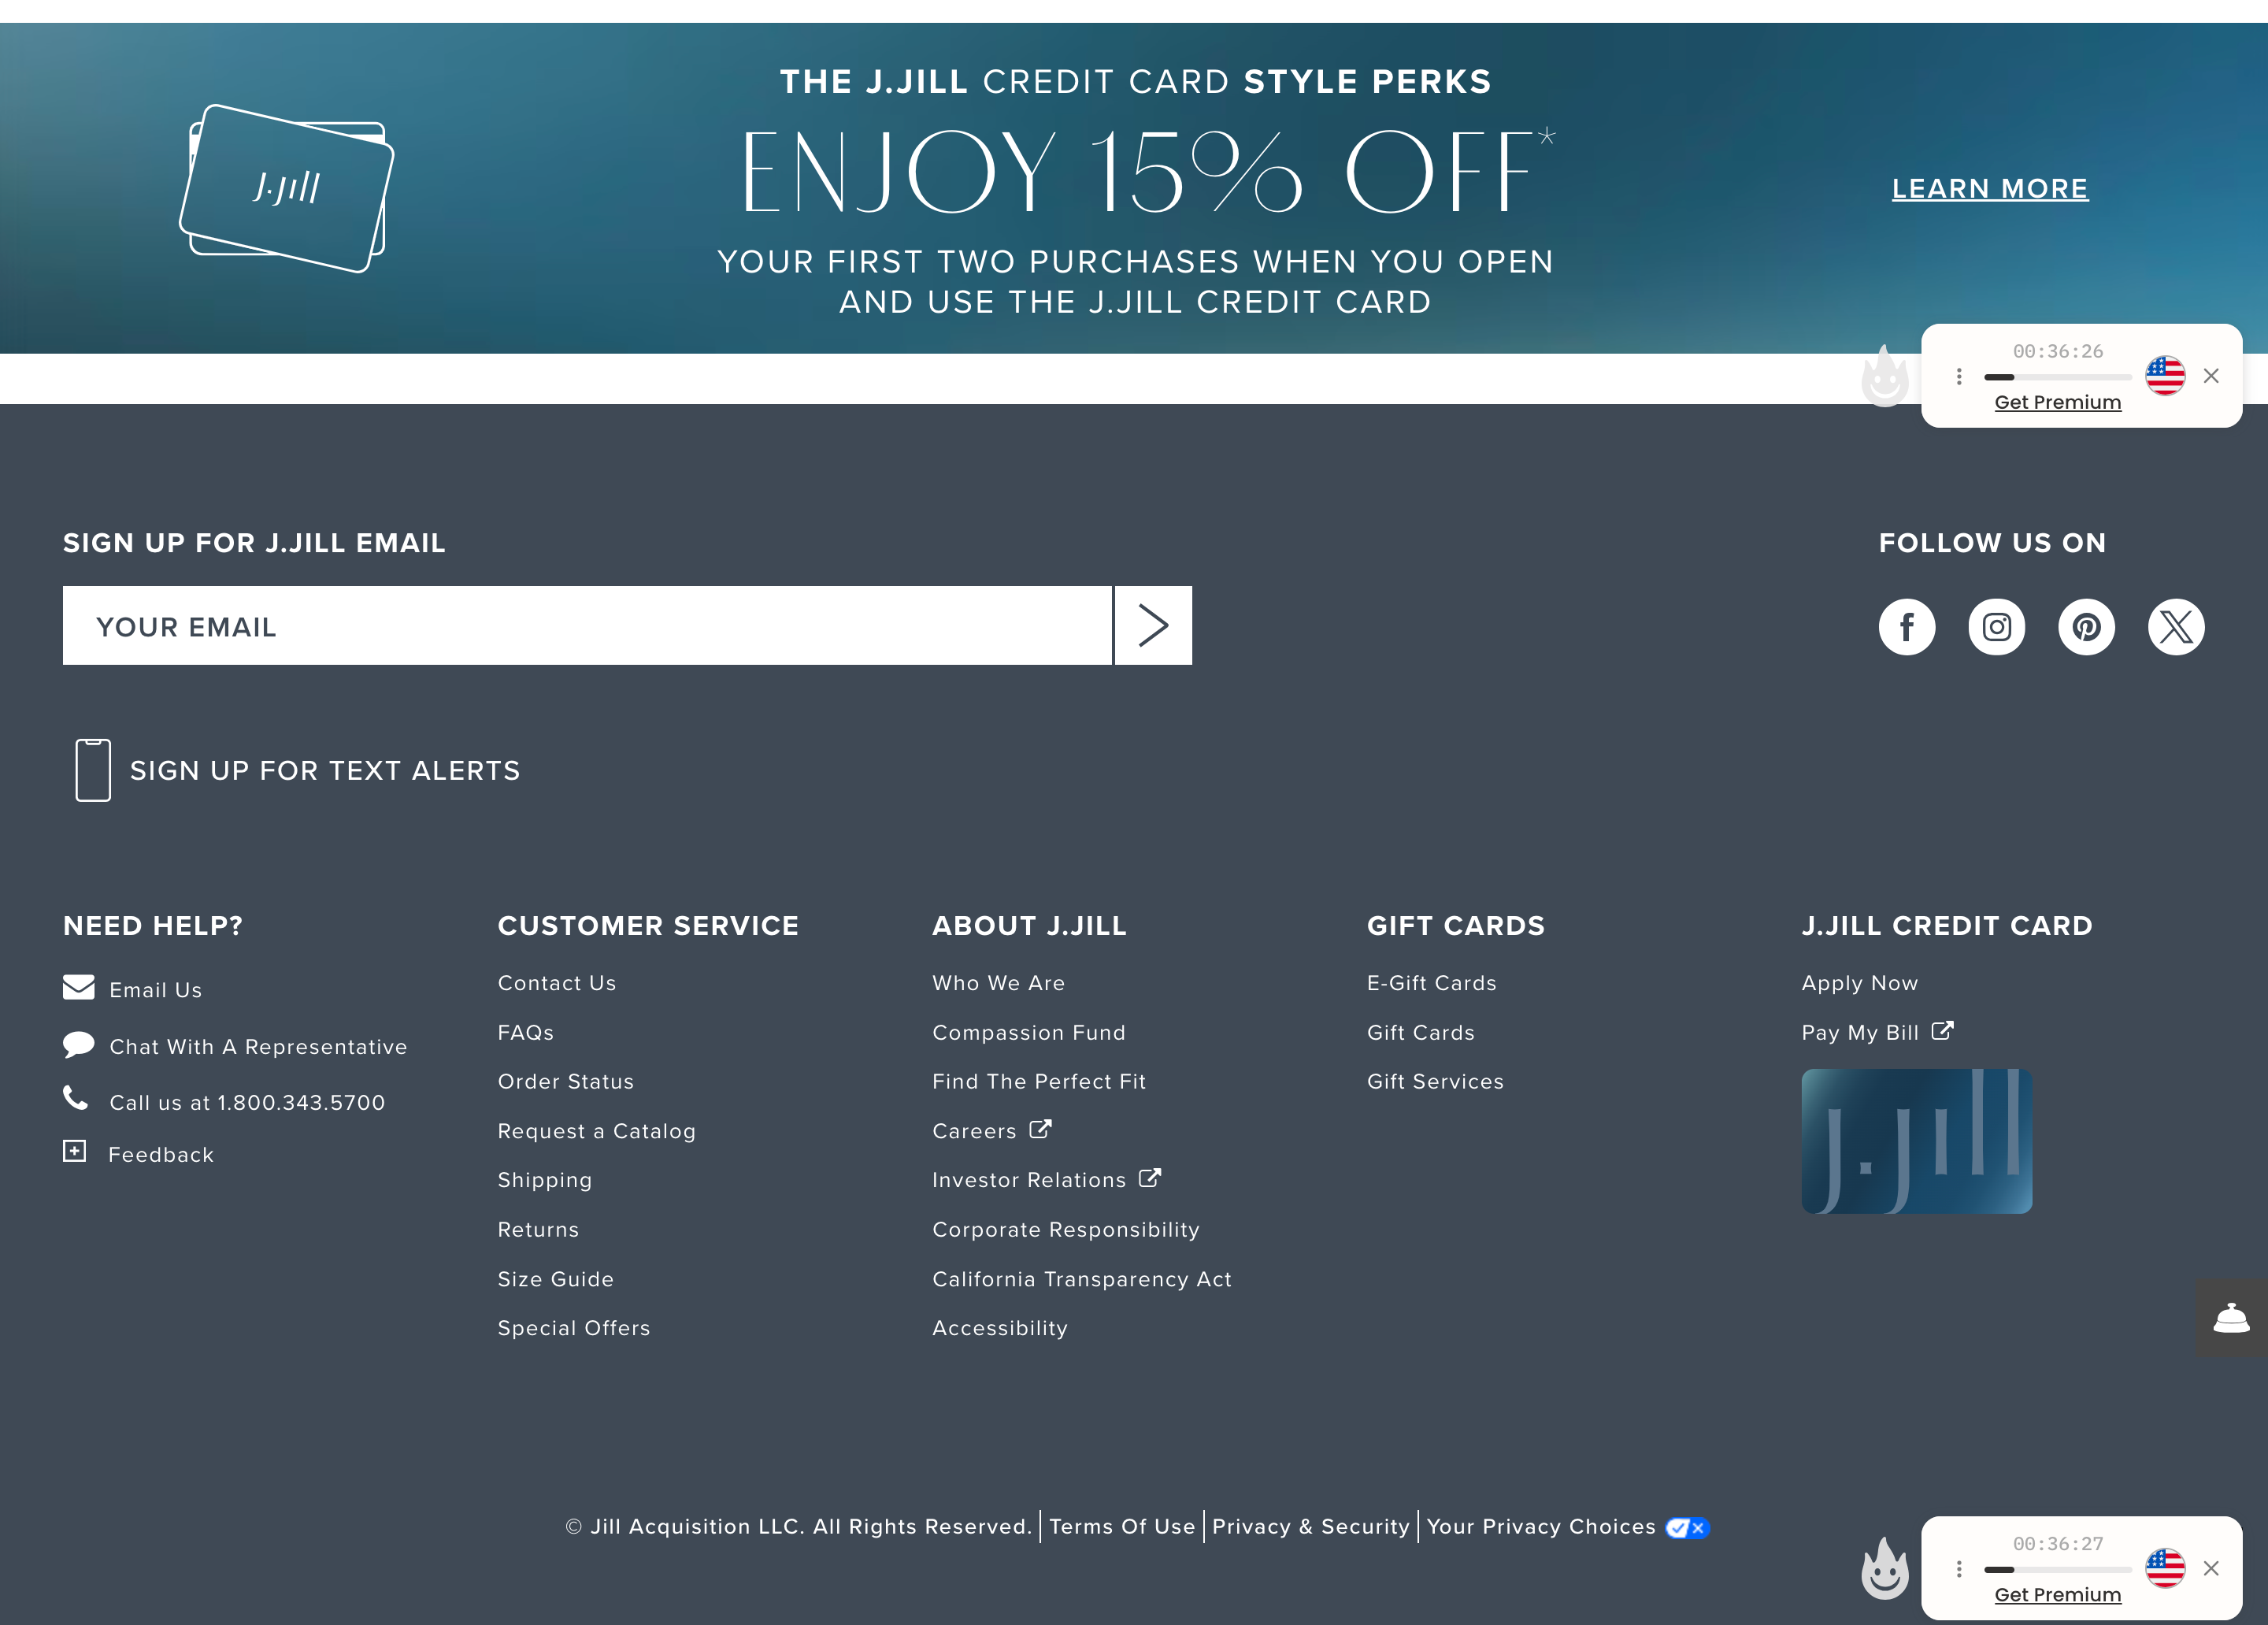 THE J.JILL CREDIT CARD STYLE PERKS
J.Jill
ENJOY 15% OFF*
LEARN MORE
YOUR FIRST TWO PURCHASES WHEN YOU OPEN
AND USE THE J.JILL CREDIT CARD
00:36:26
Get Premium
SIGN UP FOR J.JILL EMAIL
YOUR EMAIL
FOLLOW US ON
SIGN UP FOR TEXT ALERTS
NEED HELP?
Email Us
Chat With A Representative
Call us at 1.800.343.5700
Feedback
CUSTOMER SERVICE
Contact Us
FAQs
Order Status
Request a Catalog
Shipping
Returns
Size Guide
Special Offers
ABOUT J.JILL
Who We Are
Compassion Fund
Find The Perfect Fit
Careers
Investor Relations
Corporate Responsibility
California Transparency Act
Accessibility
GIFT CARDS
E-Gift Cards
Gift Cards
Gift Services
J.JILL CREDIT CARD
Apply Now
Pay My Bill
J.Jill
© Jill Acquisition LLC. All Rights Reserved. | Terms Of Use | Privacy & Security | Your Privacy Choices
00:36:27
Get Premium